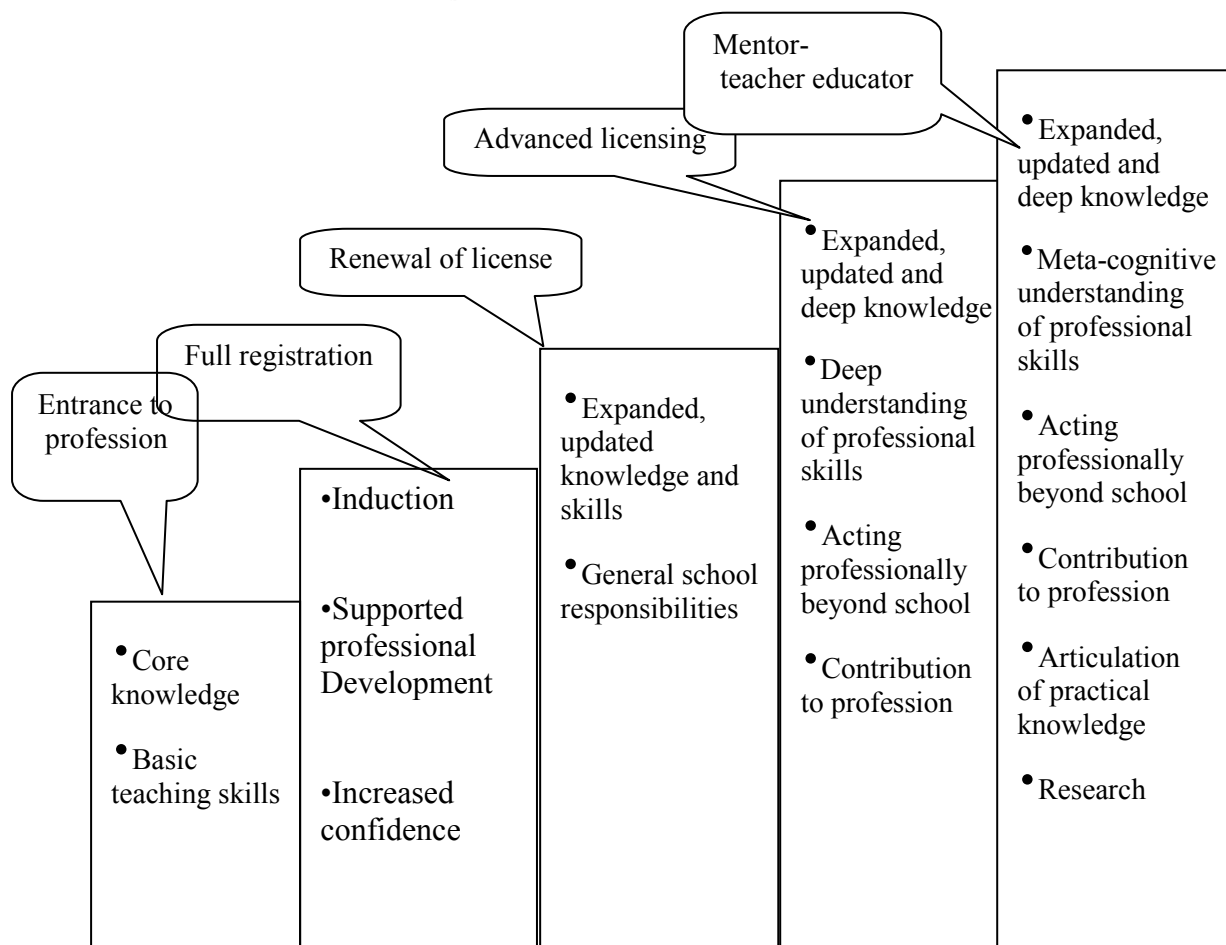 Entrance to
profession
• Core
knowledge
• Basic
teaching skills
Full registration
•Induction
•Supported
professional
Development
•Increased
confidence
Renewal of license
• Expanded,
updated
knowledge and
skills
• General school
responsibilities
Advanced licensing
• Expanded,
updated and
deep knowledge
• Deep
understanding
of professional
skills
• Acting
professionally
beyond school
• Contribution
to profession
Mentor-
teacher educator
• Expanded,
updated and
deep knowledge
• Meta-cognitive
understanding
of professional
skills
• Acting
professionally
beyond school
• Contribution
to profession
• Articulation
of practical
knowledge
• Research